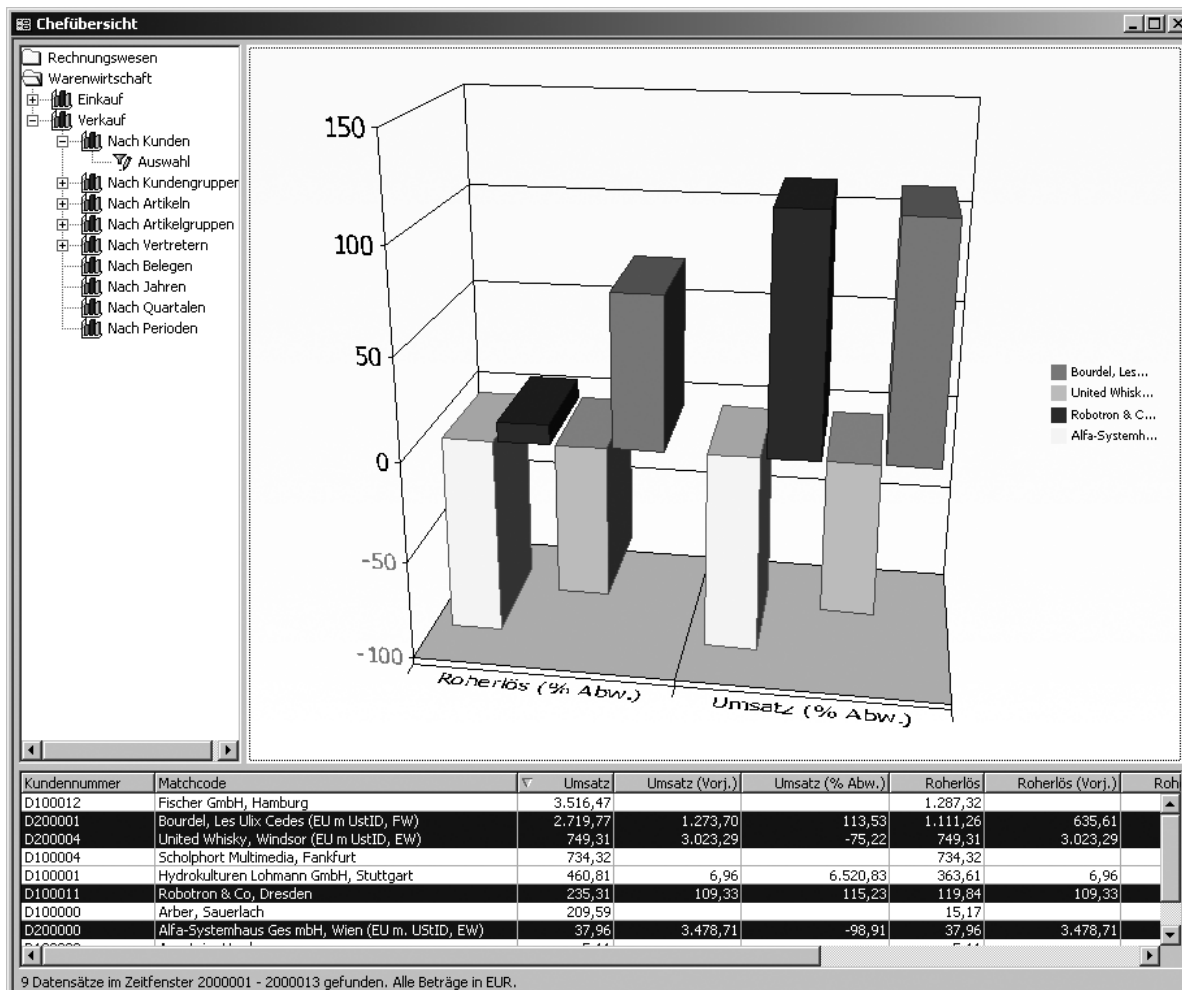 Chefübersicht
Rechnungswesen
Warenwirtschaft
Einkauf
Verkauf
Nach Kunden
Auswahl
Nach Kundengrupper
Nach Artikeln
Nach Artikelgruppen
Nach Vertretern
Nach Belegen
Nach Jahren
Nach Quartalen
Nach Perioden
150
100
50
0
-50
-100
Roherlös (% Abw.)
Umsatz (% Abw.)
Bourdel, Les...
United Whisk...
Robotron & C...
Alfa-Systemh...
Kundennummer Matchcode Umsatz Umsatz (Vorj.) Umsatz (% Abw.) Roherlös Roherlös (Vorj.) Roh
D100012 Fischer GmbH, Hamburg 3.516,47 1.287,32
D200001 Bourdel, Les Ulix Cedes (EU m UstID, FW) 2.719,77 1.273,70 113,53 1.111,26 635,61
D200004 United Whisky, Windsor (EU m UstID, EW) 749,31 3.023,29 -75,22 749,31 3.023,29
D100004 Scholphort Multimedia, Fankfurt 734,32 734,32
D100001 Hydrokulturen Lohmann GmbH, Stuttgart 460,81 6,96 6.520,83 363,61 6,96
D100011 Robotron & Co, Dresden 235,31 109,33 115,23 119,84 109,33
D100000 Arber, Sauerlach 209,59 15,17
D200000 Alfa-Systemhaus Ges mbH, Wien (EU m. UStID, EW) 37,96 3.478,71 -98,91 37,96 3.478,71
9 Datensätze im Zeitfenster 2000001 - 2000013 gefunden. Alle Beträge in EUR.